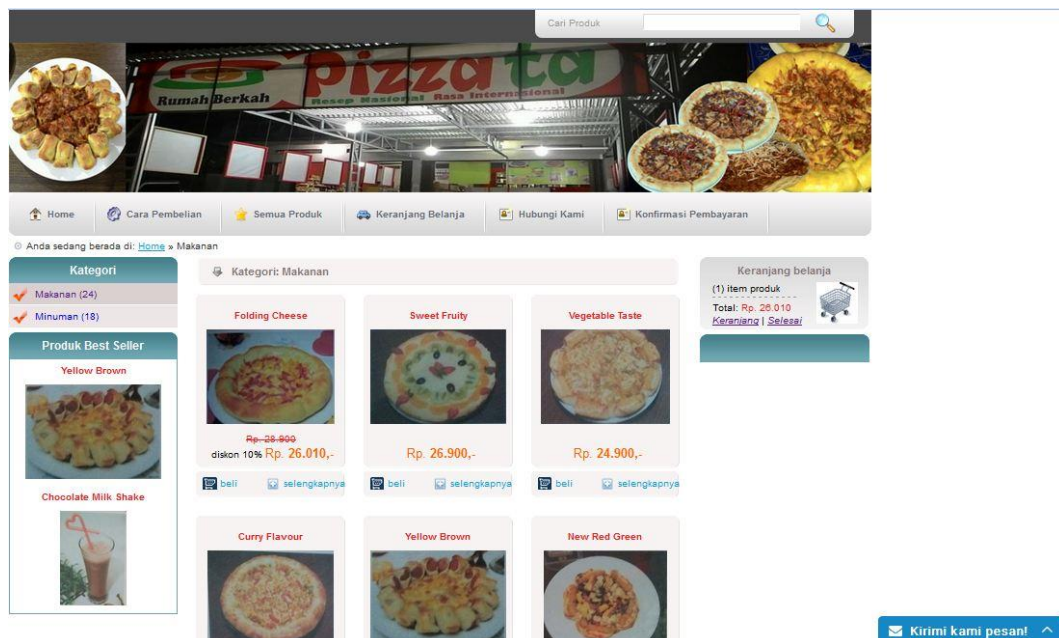 Cari Produk
Pizza ta
Rumah Berkah
Resep Nasional Rasa Internasional
Home
Cara Pembelian
Semua Produk
Keranjang Belanja
Hubungi Kami
Konfirmasi Pembayaran
Anda sedang berada di: Home » Makanan
Kategori
Makanan (24)
Minuman (18)
Produk Best Seller
Yellow Brown
Chocolate Milk Shake
Kategori: Makanan
Folding Cheese
Sweet Fruity
Vegetable Taste
Rp. 28.900
diskon 10% Rp. 26.010,-
Rp. 26.900,-
Rp. 24.900,-
beli
selengkapnya
beli
selengkapnya
beli
selengkapnya
Curry Flavour
Yellow Brown
New Red Green
Keranjang belanja
(1) item produk
Total: Rp. 26.010
Keranjang | Selesai
Kirimi kami pesan!